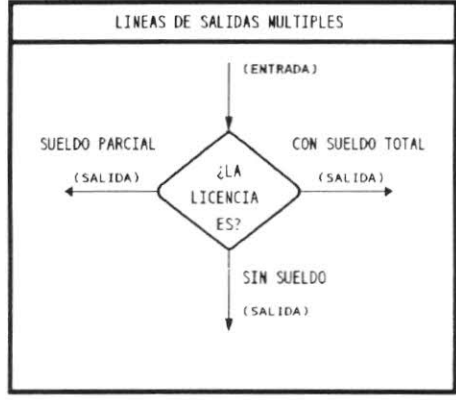 LINEAS DE SALIDAS MULTIPLES
(ENTRADA)
SUELDO PARCIAL
CON SUELDO TOTAL
(SALIDA)
¿LA
LICENCIA
ES?
(SALIDA)
SIN SUELDO
(SALIDA)